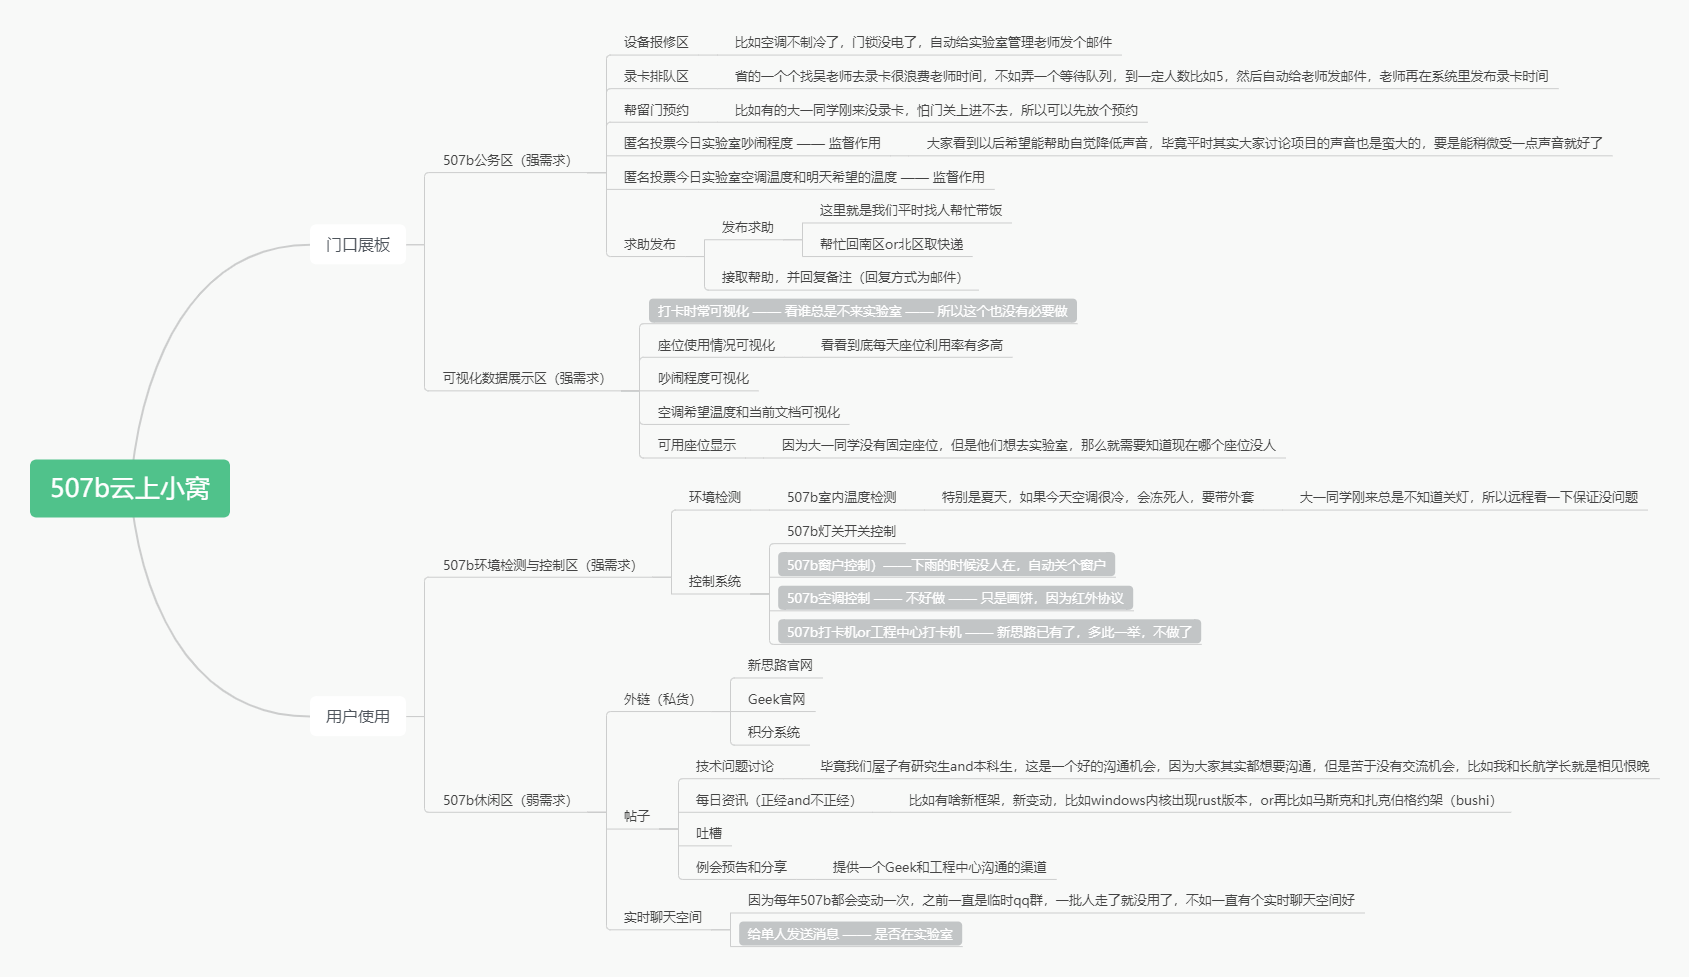 507b云上小窝
门口展板
507b公务区（强需求）
设备报修区
比如空调不制冷了，门锁没电了，自动给实验室管理老师发个邮件
录卡排队区
省的一个个找吴老师去录卡很浪费老师时间，不如弄一个等待队列，到一定人数比如5，然后自动给老师发邮件，老师再在系统里发布录卡时间
帮留门预约
比如有的大一同学刚来没录卡，怕门关上进不去，所以可以先放个预约
匿名投票今日实验室吵闹程度 —— 监督作用
大家看到以后希望能帮助自觉降低声音，毕竟平时其实大家讨论项目的声音也是蛮大的，要是能稍微受一点声音就好了
匿名投票今日实验室空调温度和明天希望的温度 —— 监督作用
求助发布
发布求助
这里就是我们平时找人帮忙带饭
帮忙回南区or北区取快递
接取帮助，并回复备注（回复方式为邮件）
可视化数据展示区（强需求）
打卡时常可视化 —— 看谁总是不来实验室 —— 所以这个也没有必要做
座位使用情况可视化
看看到底每天座位利用率有多高
吵闹程度可视化
空调希望温度和当前文档可视化
可用座位显示
因为大一同学没有固定座位，但是他们想去实验室，那么就需要知道现在哪个座位没人
用户使用
507b环境检测与控制区（强需求）
环境检测
507b室内温度检测
特别是夏天，如果今天空调很冷，会冻死人，要带外套
大一同学刚来总是不知道关灯，所以远程看一下保证没问题
控制系统
507b灯关开关控制
507b窗户控制）——下雨的时候没人在，自动关个窗户
507b空调控制 —— 不好做 —— 只是画饼，因为红外协议
507b打卡机or工程中心打卡机 —— 新思路已有了，多此一举，不做了
507b休闲区（弱需求）
外链（私货）
新思路官网
Geek官网
积分系统
帖子
技术问题讨论
毕竟我们屋子有研究生and本科生，这是一个好的沟通机会，因为大家其实都想要沟通，但是苦于没有交流机会，比如我和长航学长就是相见恨晚
每日资讯（正经and不正经）
比如有啥新框架，新变动，比如windows内核出现rust版本，or再比如马斯克和扎克伯格约架（bushi）
吐槽
例会预告和分享
提供一个Geek和工程中心沟通的渠道
实时聊天空间
因为每年507b都会变动一次，之前一直是临时qq群，一批人走了就没用了，不如一直有个实时聊天空间好
给单人发送消息 —— 是否在实验室